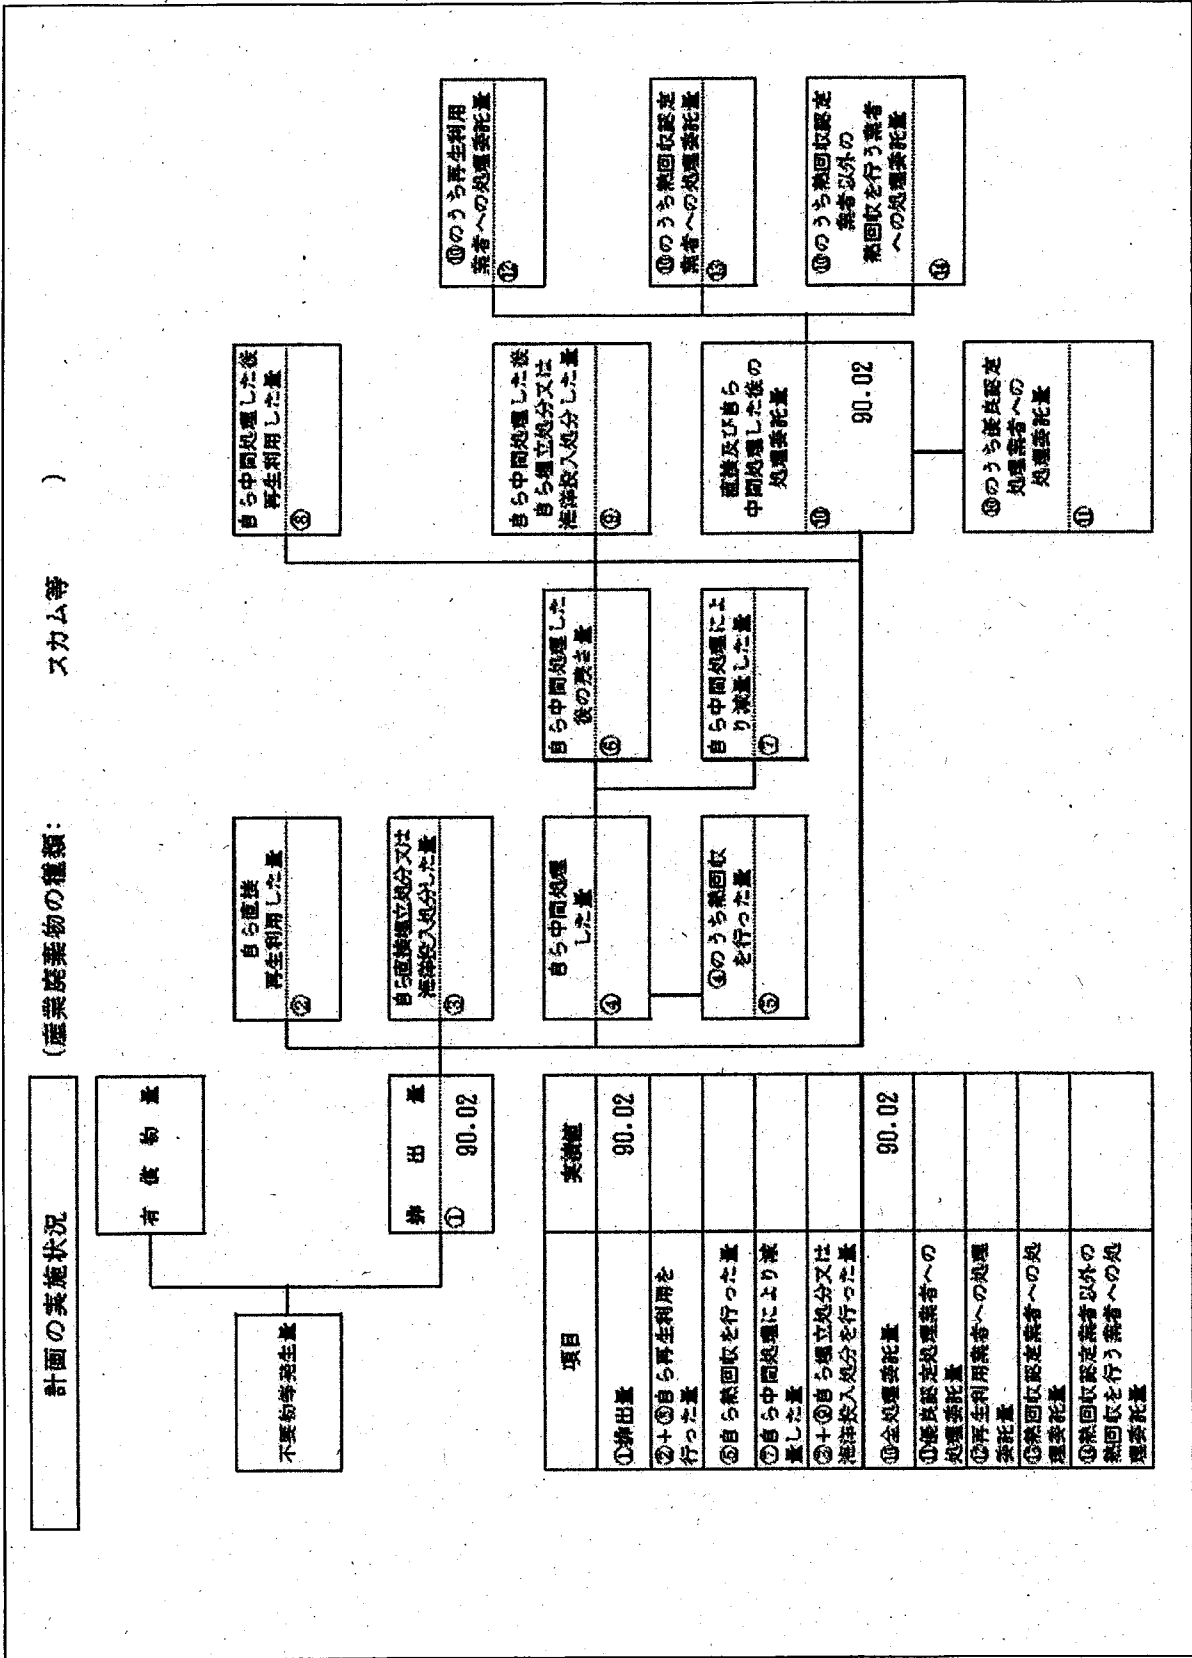 計画の実施状況
（産業廃棄物の種類：　スカム等　）
不要物等発生量
有価物量
排出量
① 90.02
自ら直接
再生利用した量
②
自ら直接埋立処分又は
海洋投入処分した量
③
自ら中間処理
した量
④
④のうち熱回収
を行った量
⑤
自ら中間処理した
後の残さ量
⑥
自ら中間処理によ
り減量した量
⑦
自ら中間処理した後
再生利用した量
⑧
自ら中間処理した後
自ら埋立処分又は
海洋投入処分した量
⑨
直接及び自ら
中間処理した後の
処理委託量
⑩ 90.02
⑩のうち優良認定
処理業者への
処理委託量
⑪
⑩のうち再生利用
業者への処理委託量
⑫
⑩のうち熱回収認定
業者への処理委託量
⑬
⑩のうち熱回収認定
業者以外の
熱回収を行う業者
への処理委託量
⑭
項目 実績値
①排出量 90.02
②+⑧自ら再生利用を
行った量
⑤自ら熱回収を行った量
⑦自ら中間処理により減
量した量
③+⑨自ら埋立処分又は
海洋投入処分を行った量
⑩全処理委託量 90.02
⑪優良認定処理業者への
処理委託量
⑫再生利用業者への処理
委託量
⑬熱回収認定業者への処
理委託量
⑭熱回収認定業者以外の
熱回収を行う業者への処
理委託量